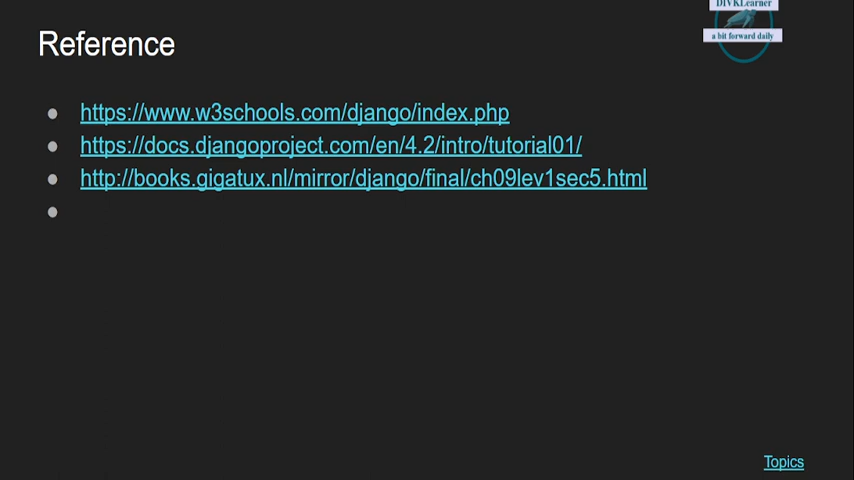 DIVKLearner
a bit forward daily
Reference
https://www.w3schools.com/django/index.php
https://docs.djangoproject.com/en/4.2/intro/tutorial01/
http://books.gigatux.nl/mirror/django/final/ch09lev1sec5.html
Topics